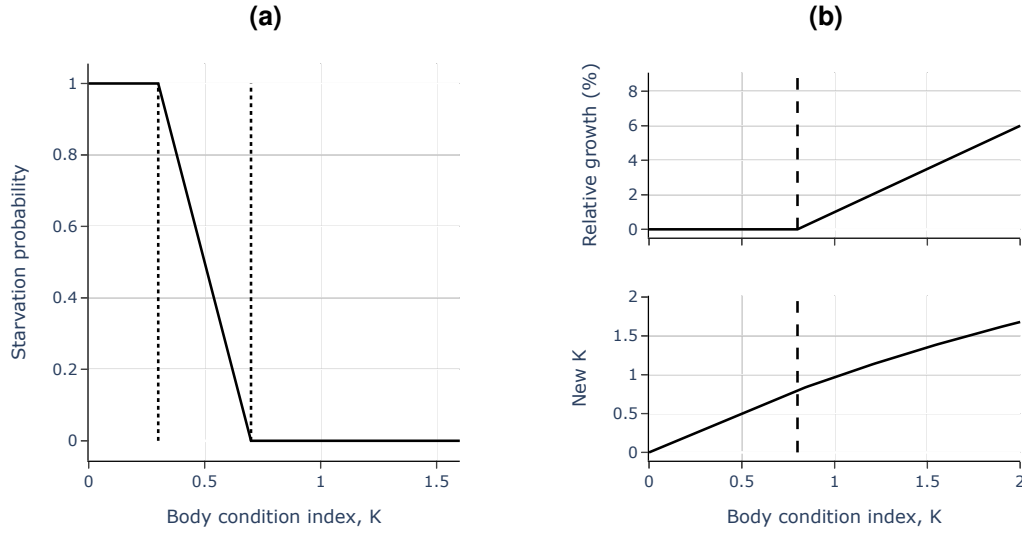 (a)
Starvation probability
1
0.8
0.6
0.4
0.2
0
0 0.5 1 1.5
Body condition index, K
(b)
Relative growth (%)
8
6
4
2
0
New K
2
1.5
1
0.5
0
0 0.5 1 1.5 2
Body condition index, K